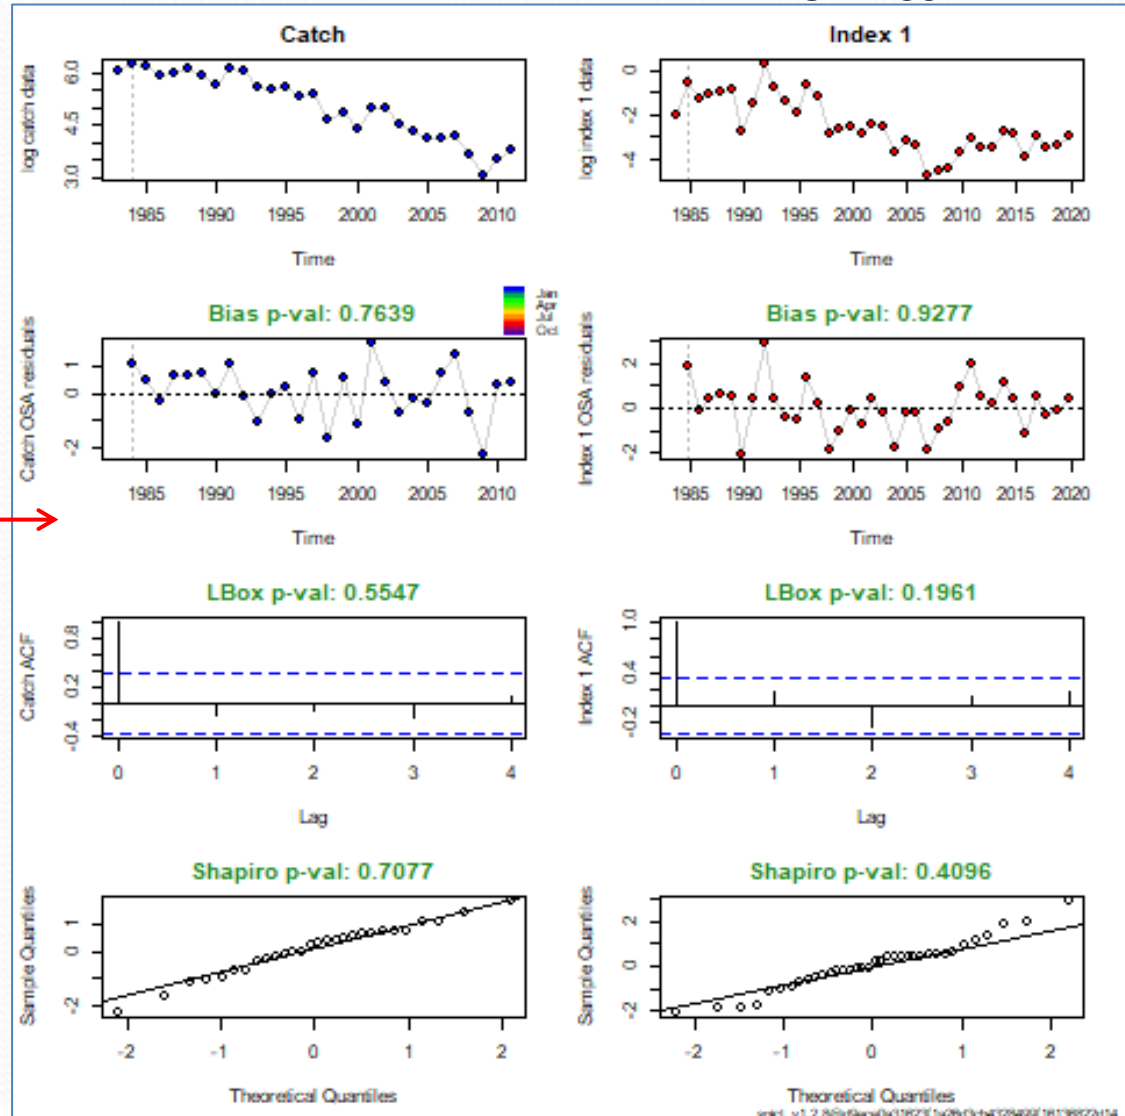 Catch
Index 1
log catch data
3.0 4.5 6.0
1985 1990 1995 2000 2005 2010
Time
log index 1 data
-4 -2 0
1985 1990 1995 2000 2005 2010 2015 2020
Time
Bias p-val: 0.7639
Jan
Apr
Jul
Oct
Catch OSA residuals
-2 0 1
1985 1990 1995 2000 2005 2010
Time
Bias p-val: 0.9277
Index 1 OSA residuals
-2 0 2
1985 1990 1995 2000 2005 2010 2015 2020
Time
LBox p-val: 0.5547
Catch ACF
-0.4 0.2 0.8
0 1 2 3 4
Lag
LBox p-val: 0.1961
Index 1 ACF
-0.2 0.4 1.0
0 1 2 3 4
Lag
Shapiro p-val: 0.7077
Sample Quantiles
-2 0 1
-2 -1 0 1 2
Theoretical Quantiles
Shapiro p-val: 0.4096
Sample Quantiles
-2 0 2
-2 -1 0 1 2
Theoretical Quantiles